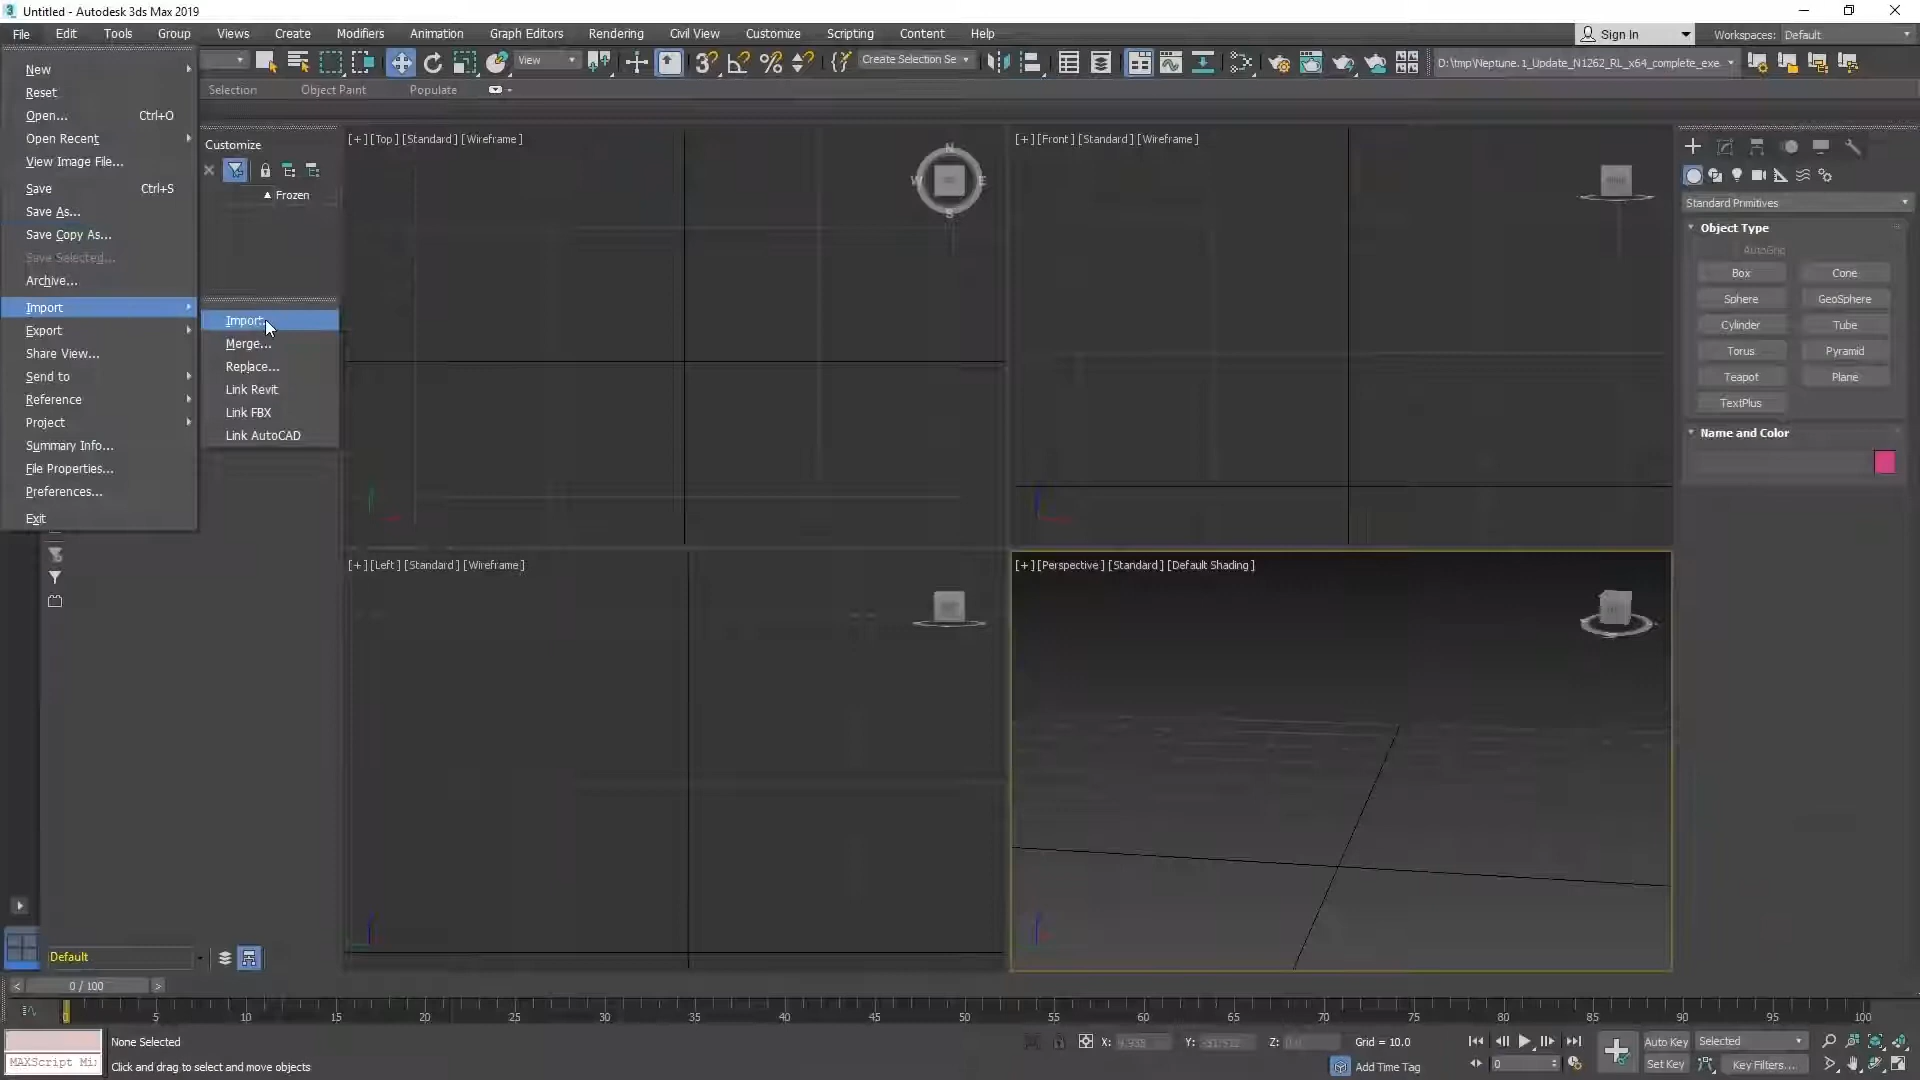 Untitled - Autodesk 3ds Max 2019
File Edit Tools Group Views Create Modifiers Animation Graph Editors Rendering Civil View Customize Scripting Content Help
Sign In
Workspaces: Default
View
Create Selection Se
D:\tmp\Neptune.1_Update_N1262_RL_x64_complete_exe
Selection Object Paint Populate
New
Reset
Open... Ctrl+O
Open Recent
View Image File...
Save Ctrl+S
Save As...
Save Copy As...
Save Selected...
Archive...
Import
Export
Share View...
Send to
Reference
Project
Summary Info...
File Properties...
Preferences...
Exit
Import
Merge...
Replace...
Link Revit
Link FBX
Link AutoCAD
Customize
Frozen
[+] [Top] [Standard] [Wireframe]
N
W E
S
[+] [Front] [Standard] [Wireframe]
[+] [Left] [Standard] [Wireframe]
[+] [Perspective] [Standard] [Default Shading]
Standard Primitives
Object Type
AutoGrid
Box Cone
Sphere GeoSphere
Cylinder Tube
Torus Pyramid
Teapot Plane
TextPlus
Name and Color
Default
0 / 100
0 5 10 15 20 25 30 35 40 45 50 55 60 65 70 75 80 85 90 95 100
None Selected
X: Y: Z: Grid = 10.0
Auto Key Selected
MAXScript Mi
Click and drag to select and move objects
Add Time Tag
0
Set Key Key Filters...